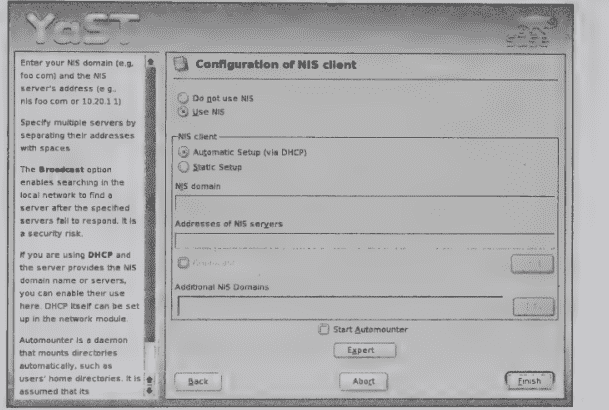 YaST
Enter your NIS domain (e.g.
foo com) and the NIS
server's address (e g.,
nis foo com or 10.20.1 1)
Specify multiple servers by
separating their addresses
with spaces
The Broadcast option
enables searching in the
local network to find a
server after the specified
servers fail to respond. It is
a security risk.
If you are using DHCP and
the server provides the NIS
domain name or servers,
you can enable their use
here. DHCP itself can be set
up in the network module
Automounter is a daemon
that mounts directories
automatically, such as
users' home directories. It is
assumed that its
Configuration of NIS client
Do not use NIS
Use NIS
NIS client
Automatic Setup (via DHCP)
Static Setup
NIS domain
Addresses of NIS servers
Additional NIS Domains
Start Automounter
Expert
Back
Abort
Finish